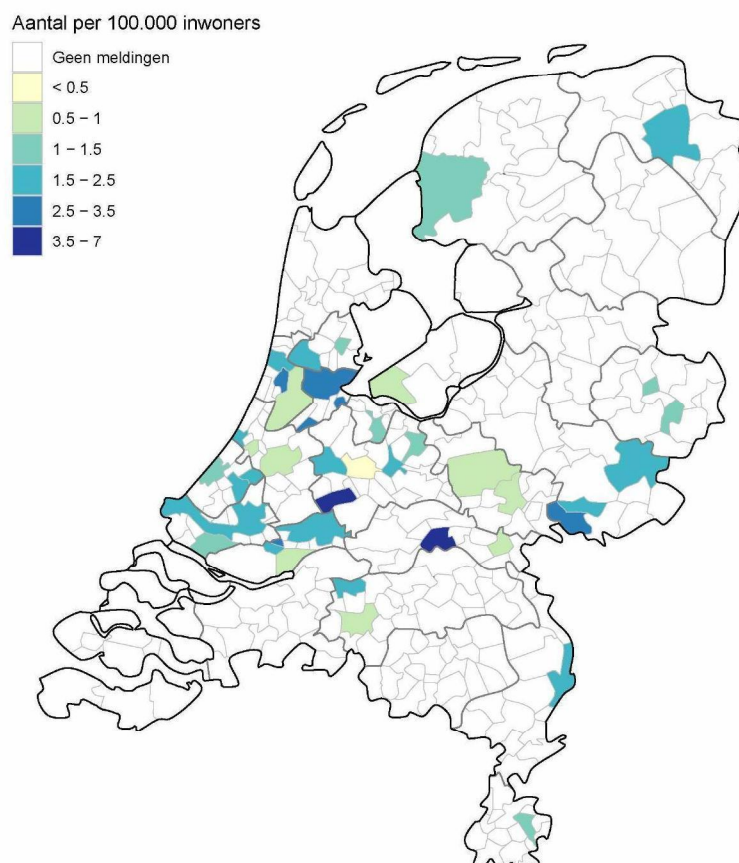 Aantal per 100.000 inwoners
Geen meldingen
< 0.5
0.5 – 1
1 – 1.5
1.5 – 2.5
2.5 – 3.5
3.5 – 7